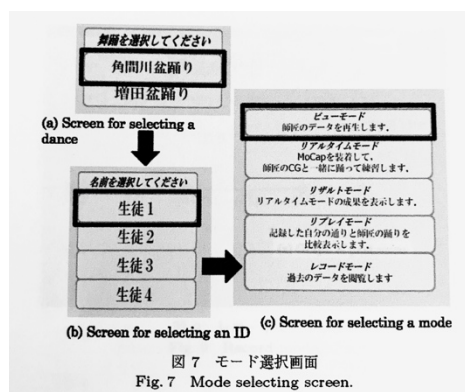 舞踊を選択してください
角間川盆踊り
増田盆踊り
(a) Screen for selecting a
dance
名前を選択してください
生徒1
生徒2
生徒3
生徒4
(b) Screen for selecting an ID
ビューモード
師匠のデータを再生します.
リアルタイムモード
MoCapを装着して,
師匠のCGと一緒に踊って練習します.
リザルトモード
リアルタイムモードの成果を表示します.
リプレイモード
記録した自分の通りと師匠の踊りを
比較表示します.
レコードモード
過去のデータを閲覧します
(c) Screen for selecting a mode
図 7 モード選択画面
Fig. 7 Mode selecting screen.